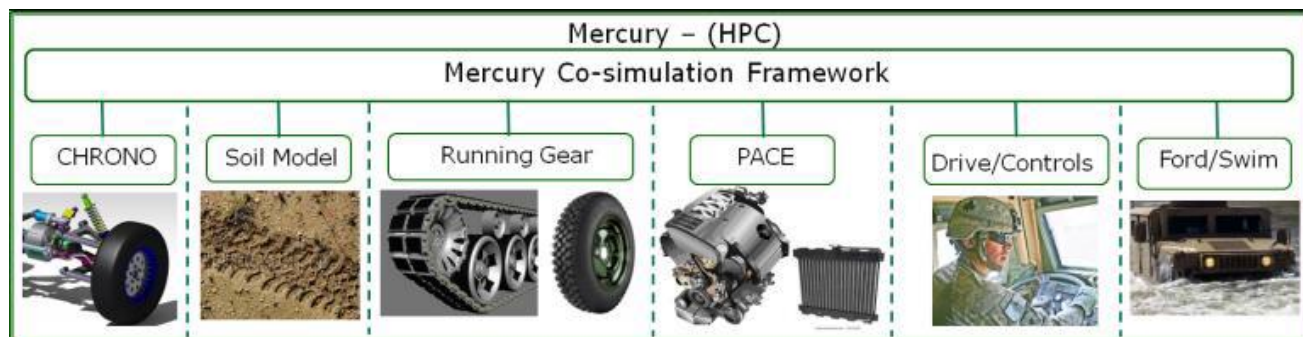 Mercury – (HPC)
Mercury Co-simulation Framework
CHRONO
Soil Model
Running Gear
PACE
Drive/Controls
Ford/Swim